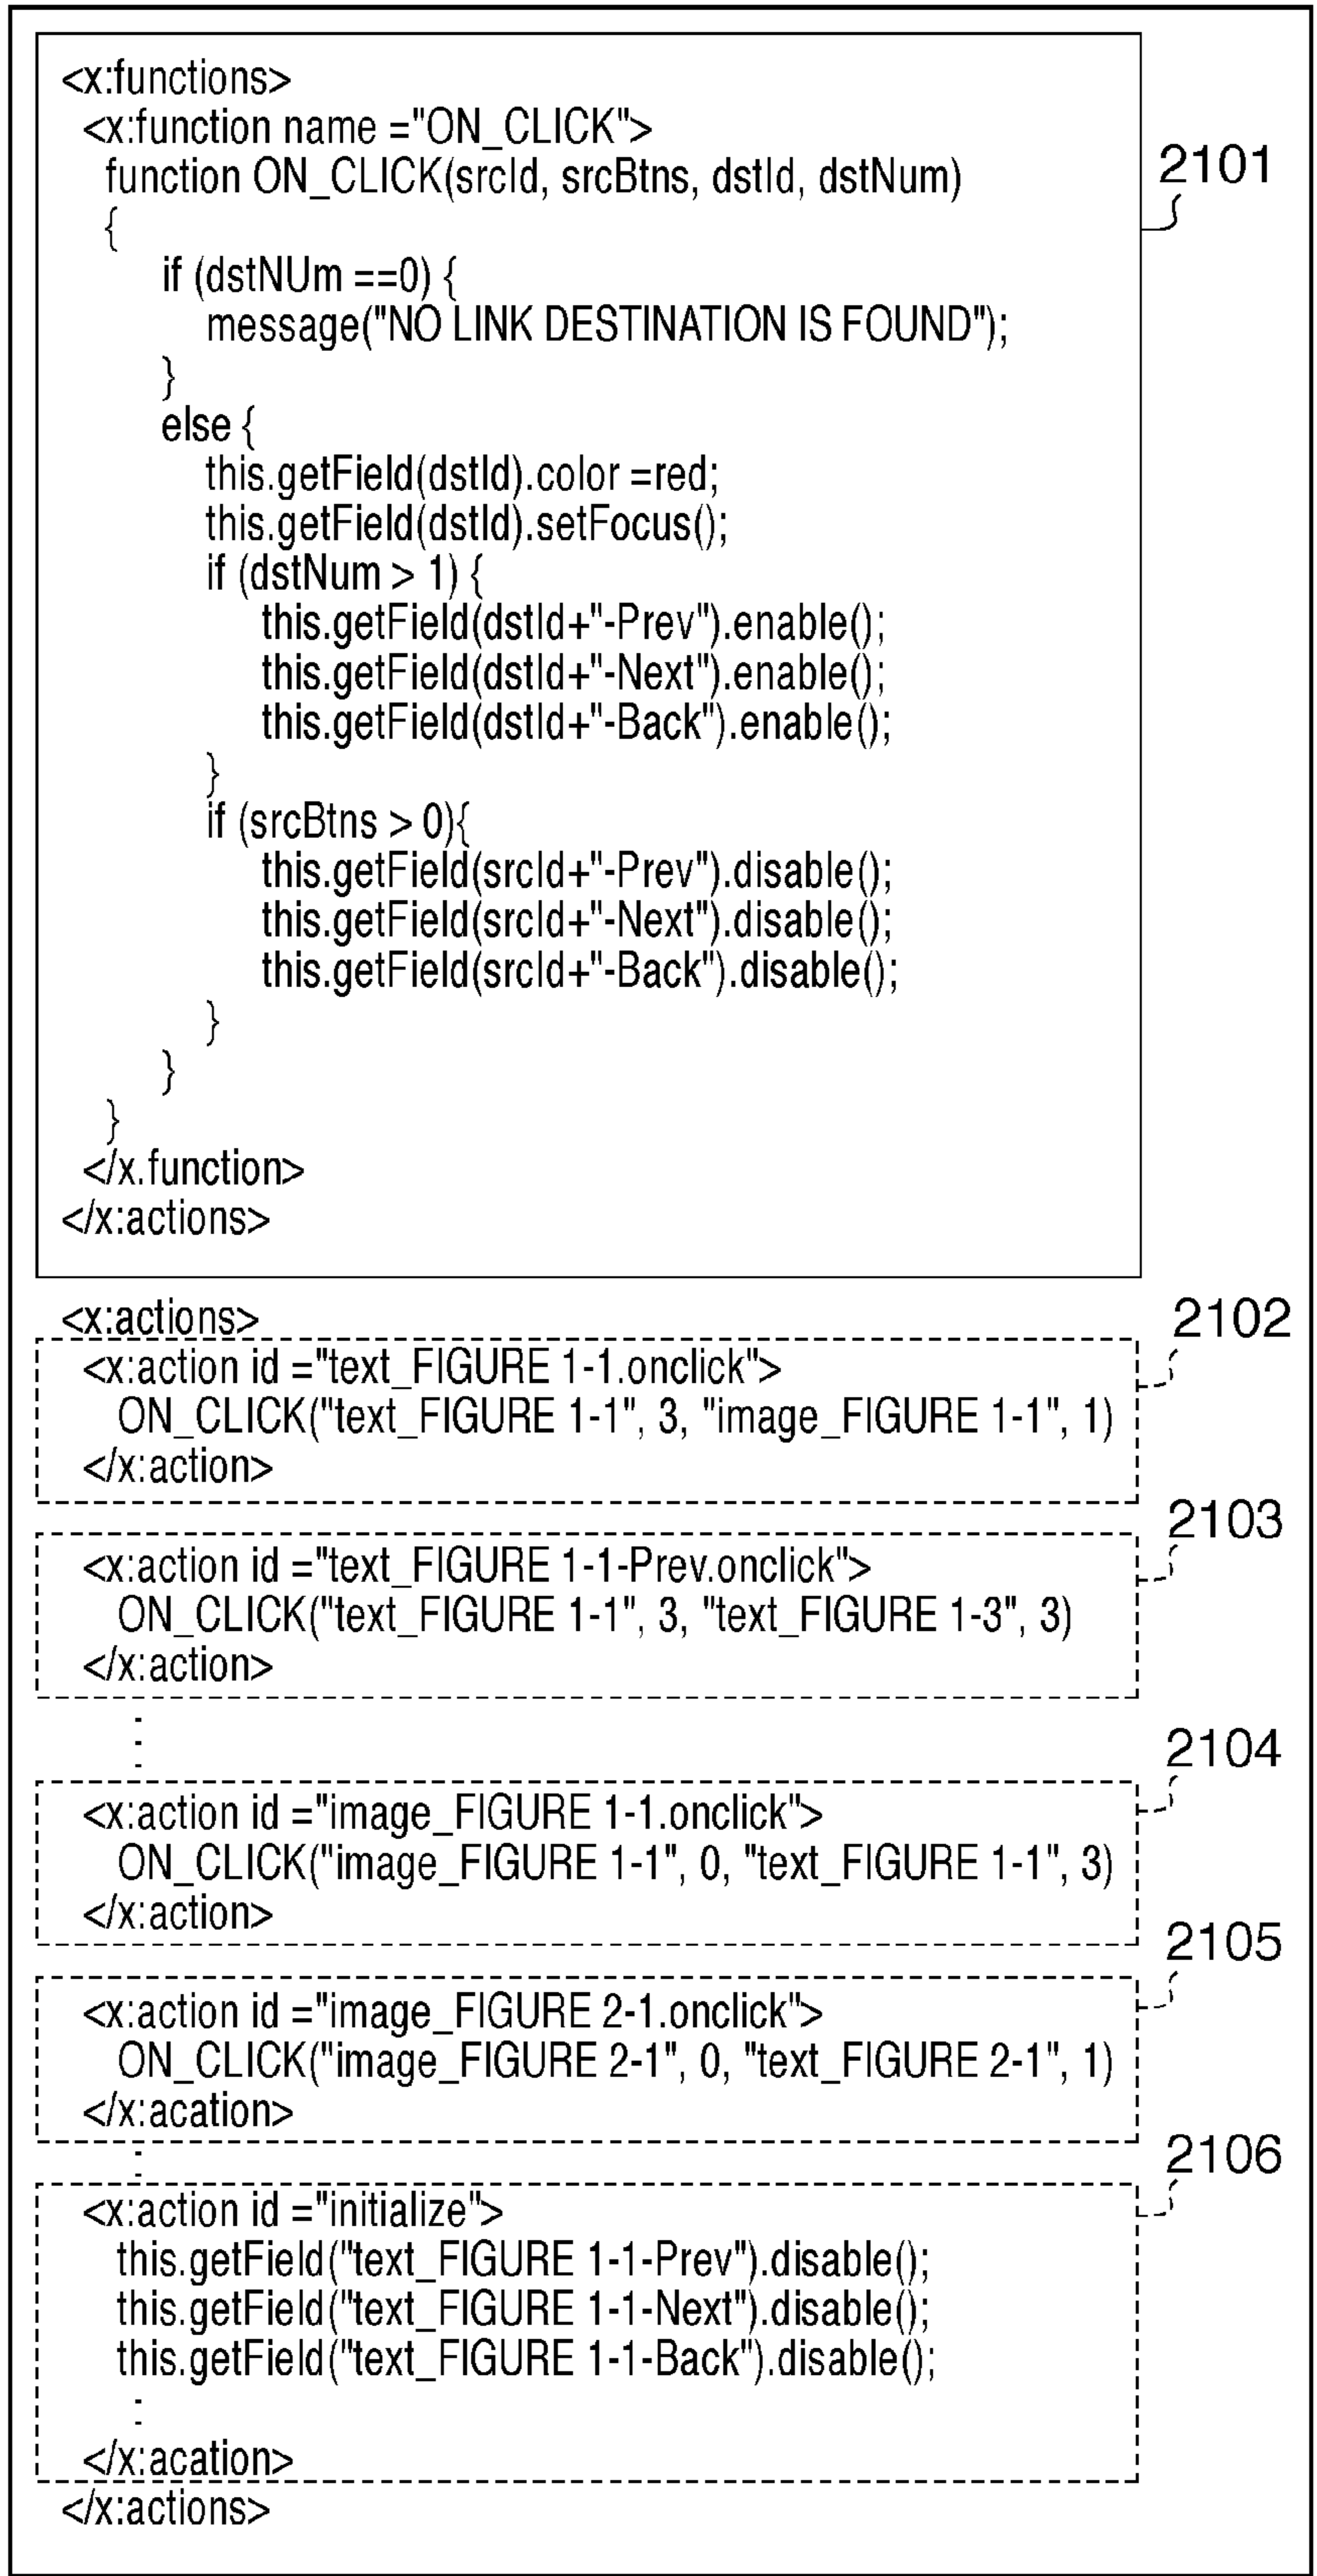 <x:functions>
<x:function name ="ON_CLICK">
function ON_CLICK(srcId, srcBtns, dstId, dstNum)
2101
{
if (dstNUm ==0) {
message("NO LINK DESTINATION IS FOUND");
}
else {
this.getField(dstId).color =red;
this.getField(dstId).setFocus();
if (dstNum > 1) {
this.getField(dstId+"-Prev").enable();
this.getField(dstId+"-Next").enable();
this.getField(dstId+"-Back").enable();
}
if (srcBtns > 0){
this.getField(srcId+"-Prev").disable();
this.getField(srcId+"-Next").disable();
this.getField(srcId+"-Back").disable();
}
}
}
</x.function>
</x:actions>
<x:actions>
2102
<x:action id ="text_FIGURE 1-1.onclick">
ON_CLICK("text_FIGURE 1-1", 3, "image_FIGURE 1-1", 1)
</x:action>
2103
<x:action id ="text_FIGURE 1-1-Prev.onclick">
ON_CLICK("text_FIGURE 1-1", 3, "text_FIGURE 1-3", 3)
</x:action>
⋮
2104
<x:action id ="image_FIGURE 1-1.onclick">
ON_CLICK("image_FIGURE 1-1", 0, "text_FIGURE 1-1", 3)
</x:action>
2105
<x:action id ="image_FIGURE 2-1.onclick">
ON_CLICK("image_FIGURE 2-1", 0, "text_FIGURE 2-1", 1)
</x:acation>
⋮
2106
<x:action id ="initialize">
this.getField("text_FIGURE 1-1-Prev").disable();
this.getField("text_FIGURE 1-1-Next").disable();
this.getField("text_FIGURE 1-1-Back").disable();
⋮
</x:acation>
</x:actions>